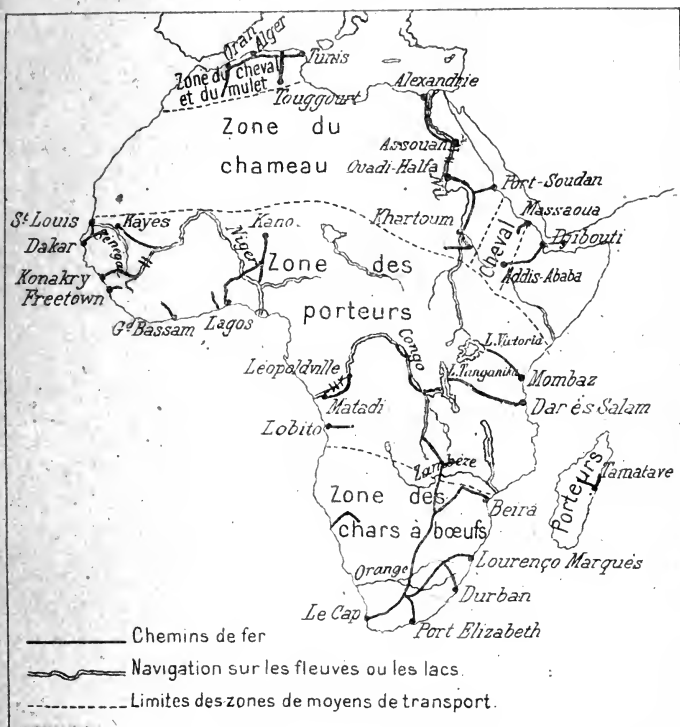 Oran
Alger
Tunis
Zone du cheval
et du mulet
Touggourt
Alexandrie
Zone du
chameau
Assouan
Ouadi-Halfa
Port-Soudan
Massaoua
St Louis
Kayes
Kano
Khartoum
Cheval
Djibouti
Dakar
Sénégal
Niger
Zone des
porteurs
Addis-Ababa
Konakry
Freetown
Gd Bassam
Lagos
L. Victoria
Congo
Léopoldville
L. Tanganika
Mombaz
Matadi
Dar ès Salam
Lobito
Zambèze
Tamatave
Porteurs
Zone des
chars à bœufs
Beira
Orange
Lourenço Marquès
Durban
Le Cap
Port Elizabeth
Chemins de fer
Navigation sur les fleuves ou les lacs.
Limites des zones de moyens de transport.